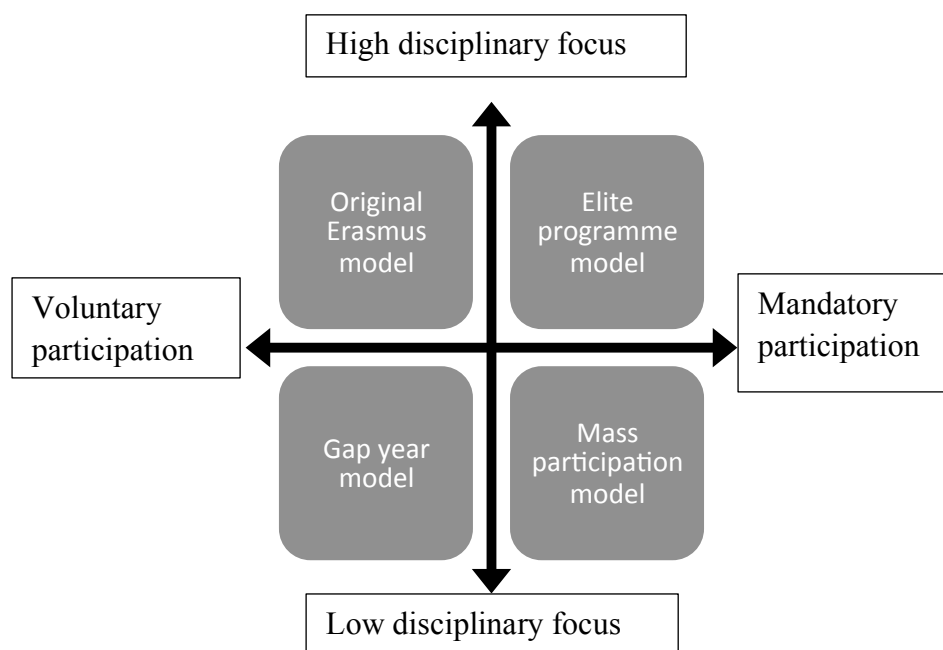 High disciplinary focus
Original
Erasmus
model
Elite
programme
model
Voluntary
participation
Mandatory
participation
Gap year
model
Mass
participation
model
Low disciplinary focus